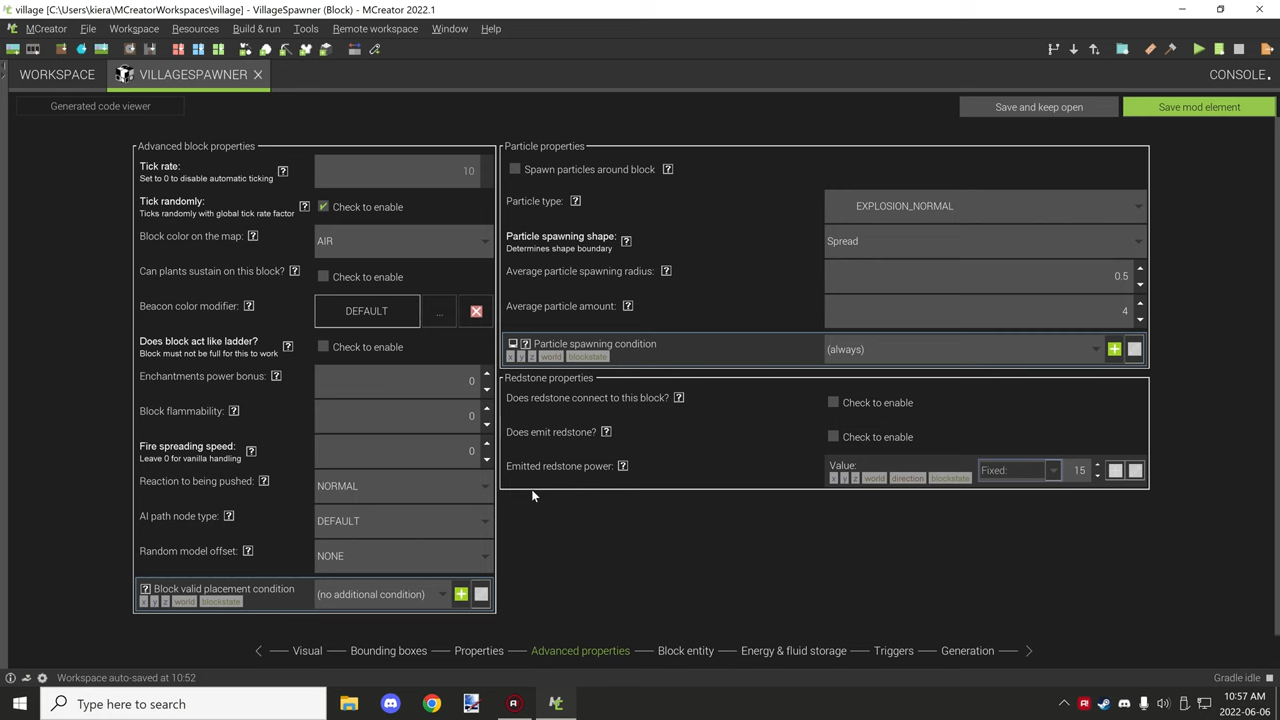 village [C:\Users\kiera\MCreatorWorkspaces\village] - VillageSpawner (Block) - MCreator 2022.1
MCreator File Workspace Resources Build & run Tools Remote workspace Window Help
WORKSPACE VILLAGESPAWNER CONSOLE
Generated code viewer Save and keep open Save mod element
Advanced block properties
Tick rate:
Set to 0 to disable automatic ticking
10
Tick randomly:
Ticks randomly with global tick rate factor
Check to enable
Block color on the map: AIR
Can plants sustain on this block? Check to enable
Beacon color modifier: DEFAULT ...
Does block act like ladder?
Block must not be full for this to work
Check to enable
Enchantments power bonus: 0
Block flammability: 0
Fire spreading speed:
Leave 0 for vanilla handling
0
Reaction to being pushed: NORMAL
AI path node type: DEFAULT
Random model offset: NONE
Block valid placement condition (no additional condition)
x y z world blockstate
Particle properties
Spawn particles around block
Particle type: EXPLOSION_NORMAL
Particle spawning shape:
Determines shape boundary
Spread
Average particle spawning radius: 0.5
Average particle amount: 4
Particle spawning condition (always)
x y z world blockstate
Redstone properties
Does redstone connect to this block? Check to enable
Does emit redstone? Check to enable
Emitted redstone power: Value: Fixed: 15
x y z world direction blockstate
Visual Bounding boxes Properties Advanced properties Block entity Energy & fluid storage Triggers Generation
Workspace auto-saved at 10:52 Gradle idle
Type here to search
10:57 AM
2022-06-06